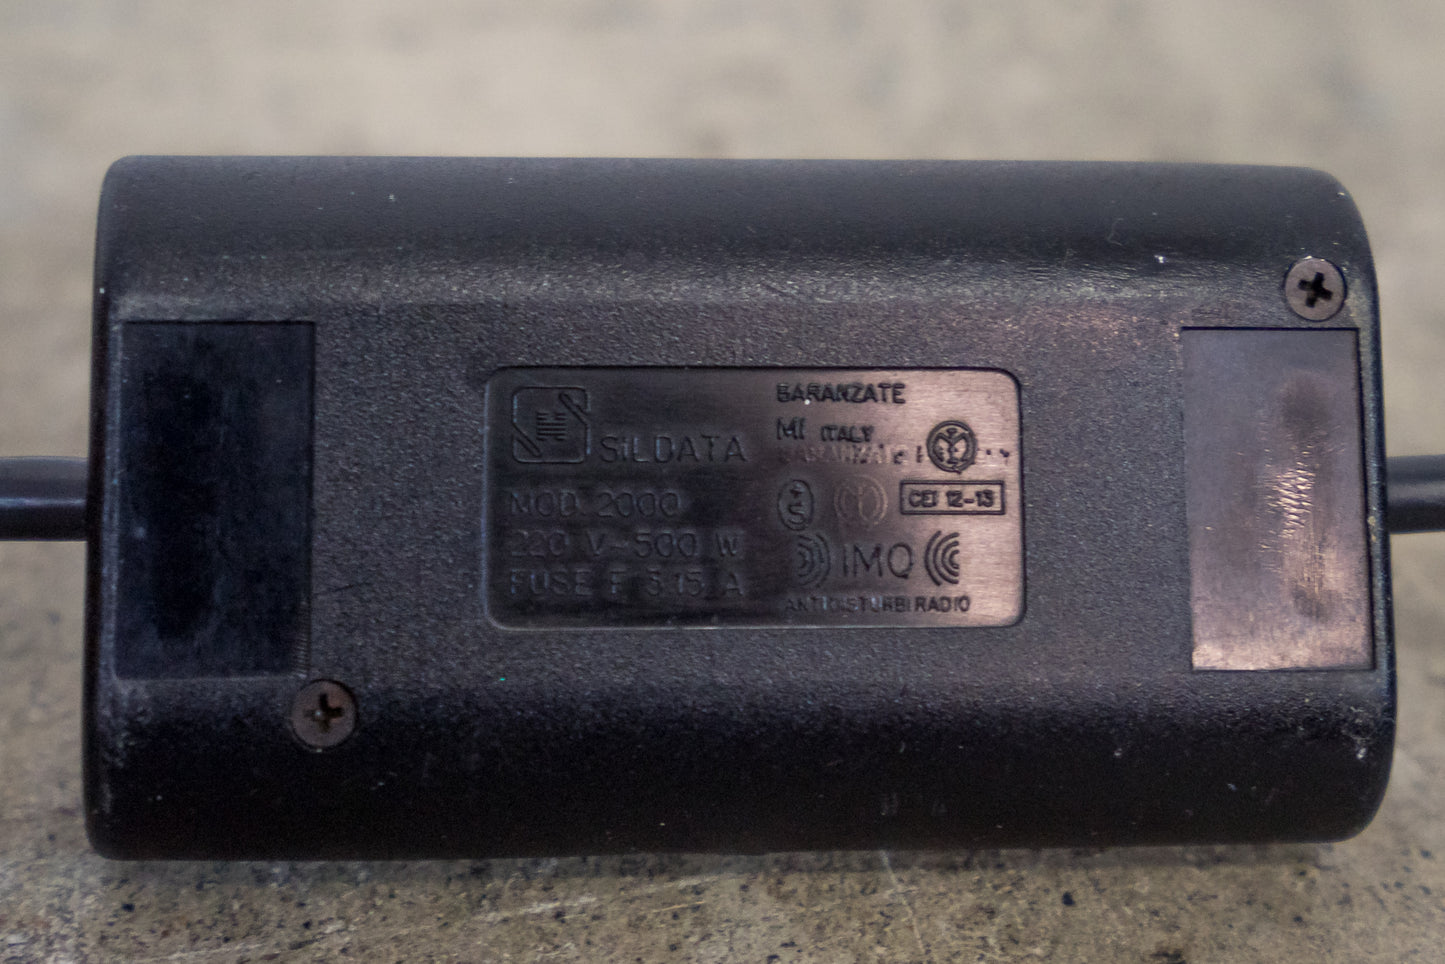 SiLDATA
MOD. 2000
220 V~500 W
FUSE F 3.15 A
BARANZATE
MI ITALY
CEI 12-13
IMQ
ANTIDISTURBI RADIO